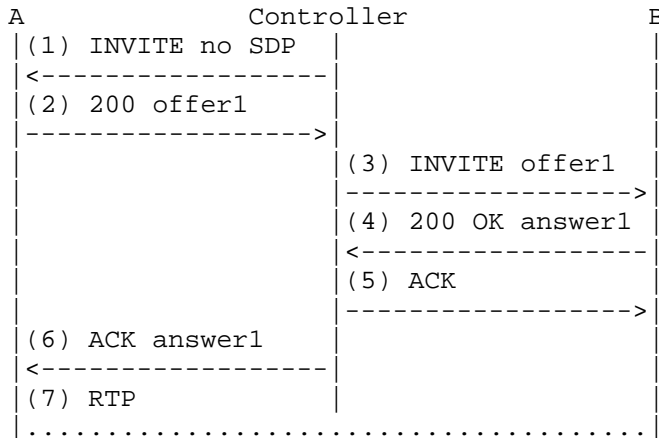 A Controller B
(1) INVITE no SDP
(2) 200 offer1
(3) INVITE offer1
(4) 200 OK answer1
(5) ACK
(6) ACK answer1
(7) RTP